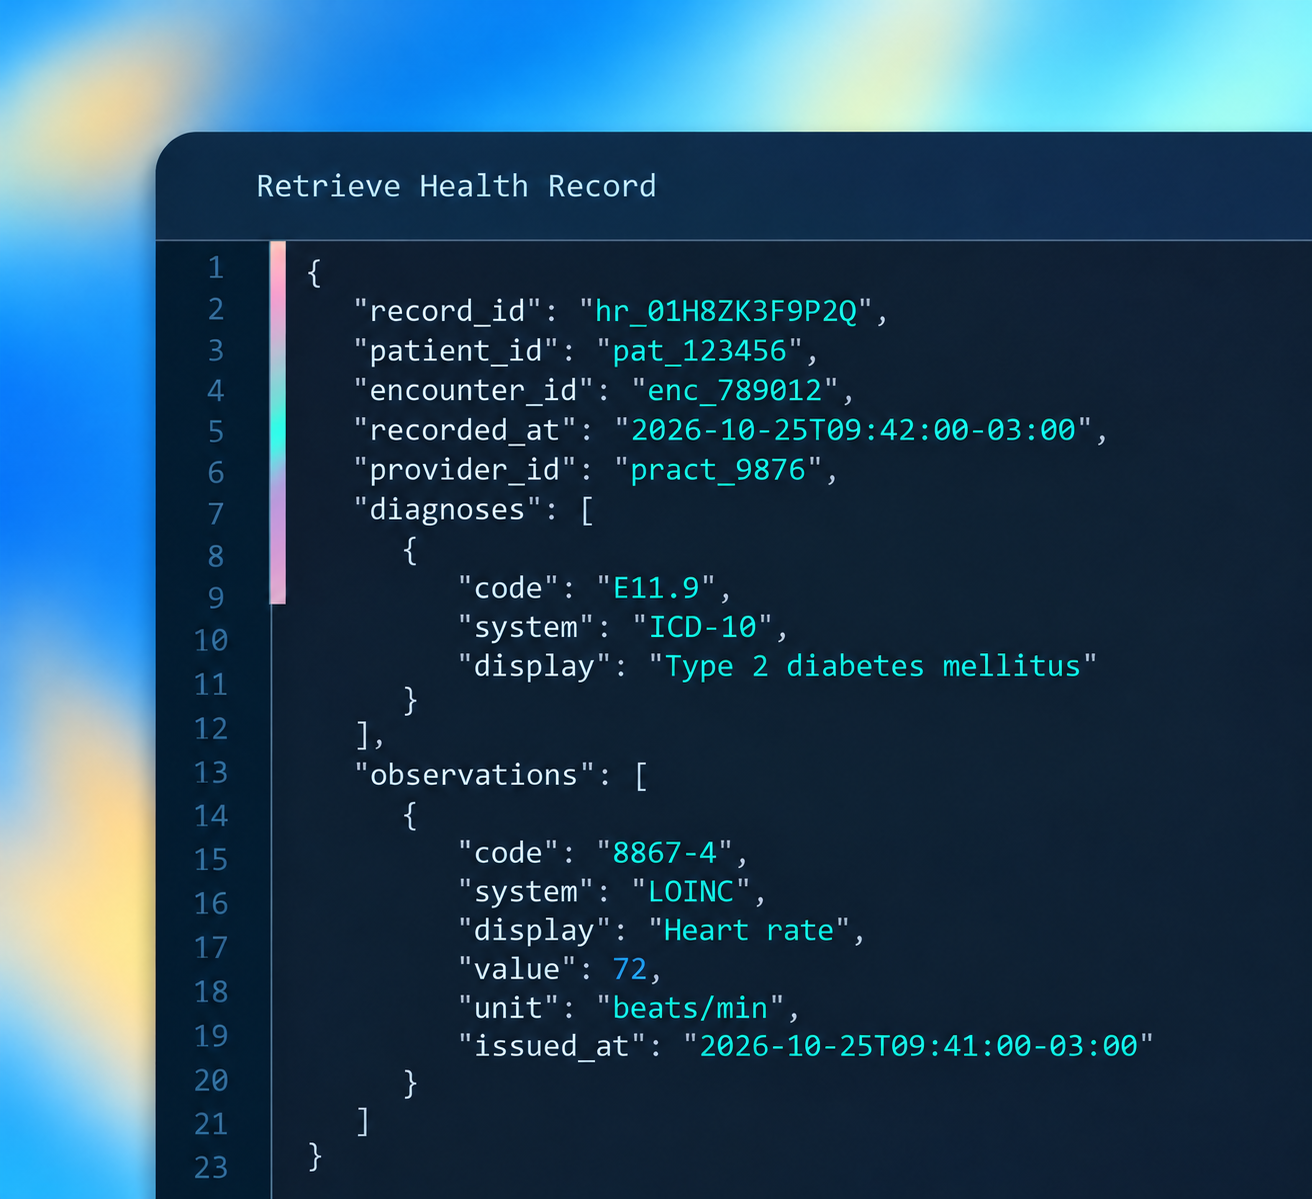 Retrieve Health Record
1 {
2 "record_id": "hr_01H8ZK3F9P2Q",
3 "patient_id": "pat_123456",
4 "encounter_id": "enc_789012",
5 "recorded_at": "2026-10-25T09:42:00-03:00",
6 "provider_id": "pract_9876",
7 "diagnoses": [
8 {
9 "code": "E11.9",
10 "system": "ICD-10",
11 "display": "Type 2 diabetes mellitus"
}
12 ],
13 "observations": [
14 {
15 "code": "8867-4",
16 "system": "LOINC",
"display": "Heart rate",
17 "value": 72,
18 "unit": "beats/min",
19 "issued_at": "2026-10-25T09:41:00-03:00"
20 }
21 ]
23 }